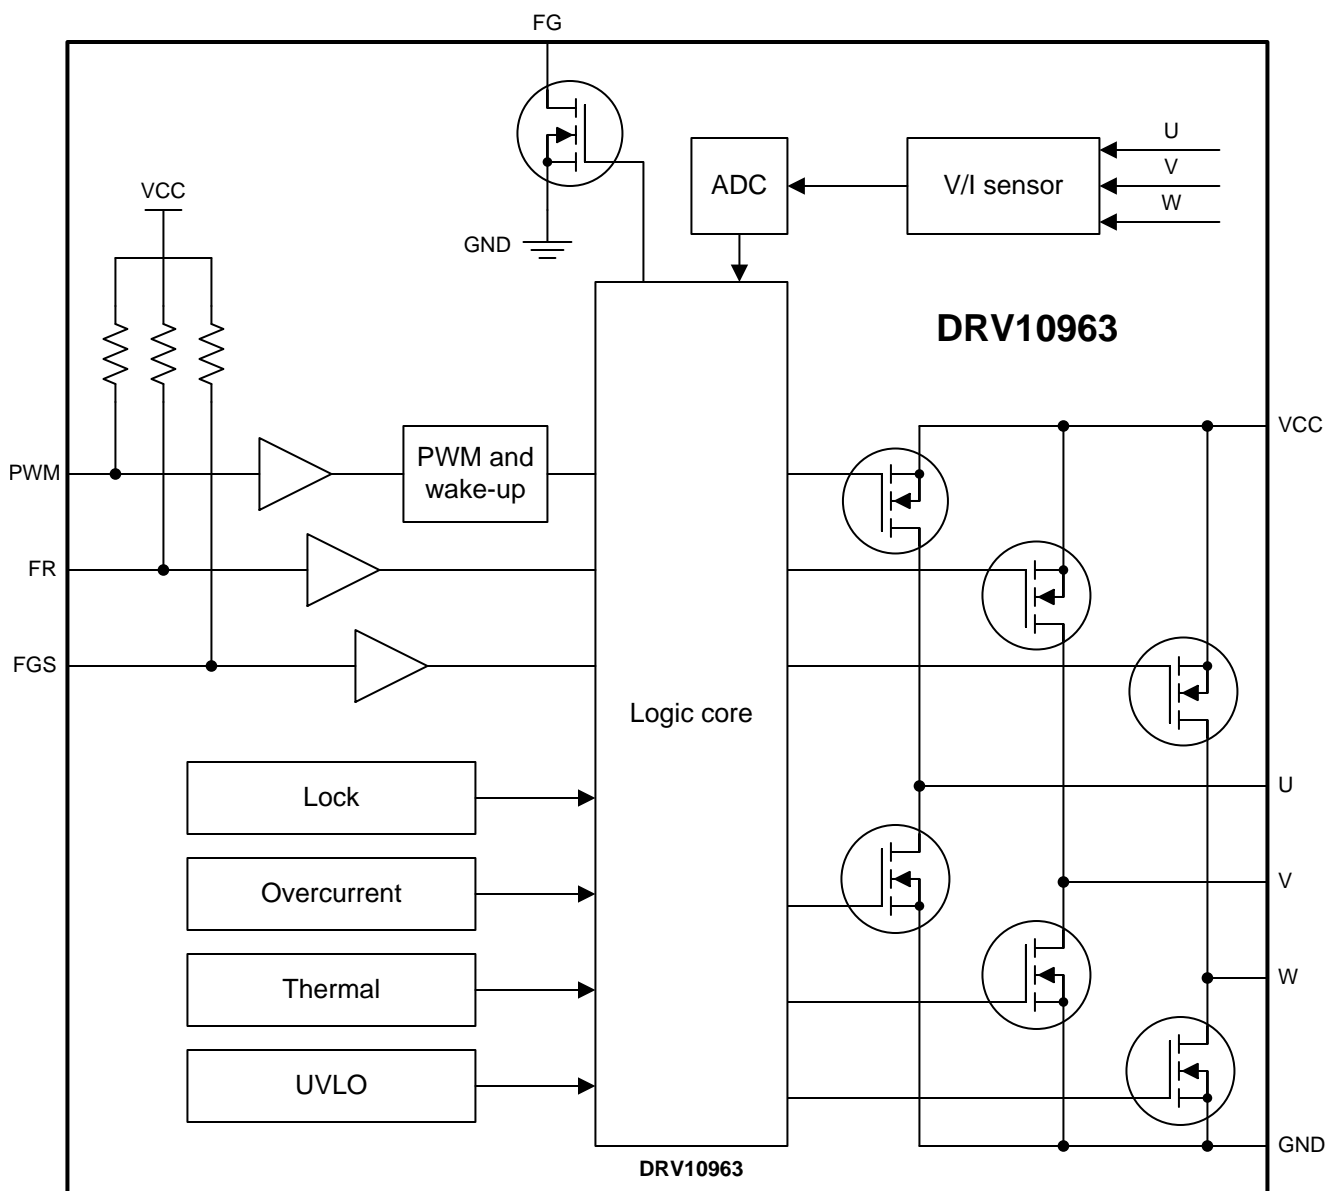 FG
U
V
W
ADC
V/I sensor
VCC
GND
DRV10963
VCC
PWM
PWM and
wake-up
FR
FGS
Logic core
Lock
U
Overcurrent
V
Thermal
W
UVLO
GND
DRV10963